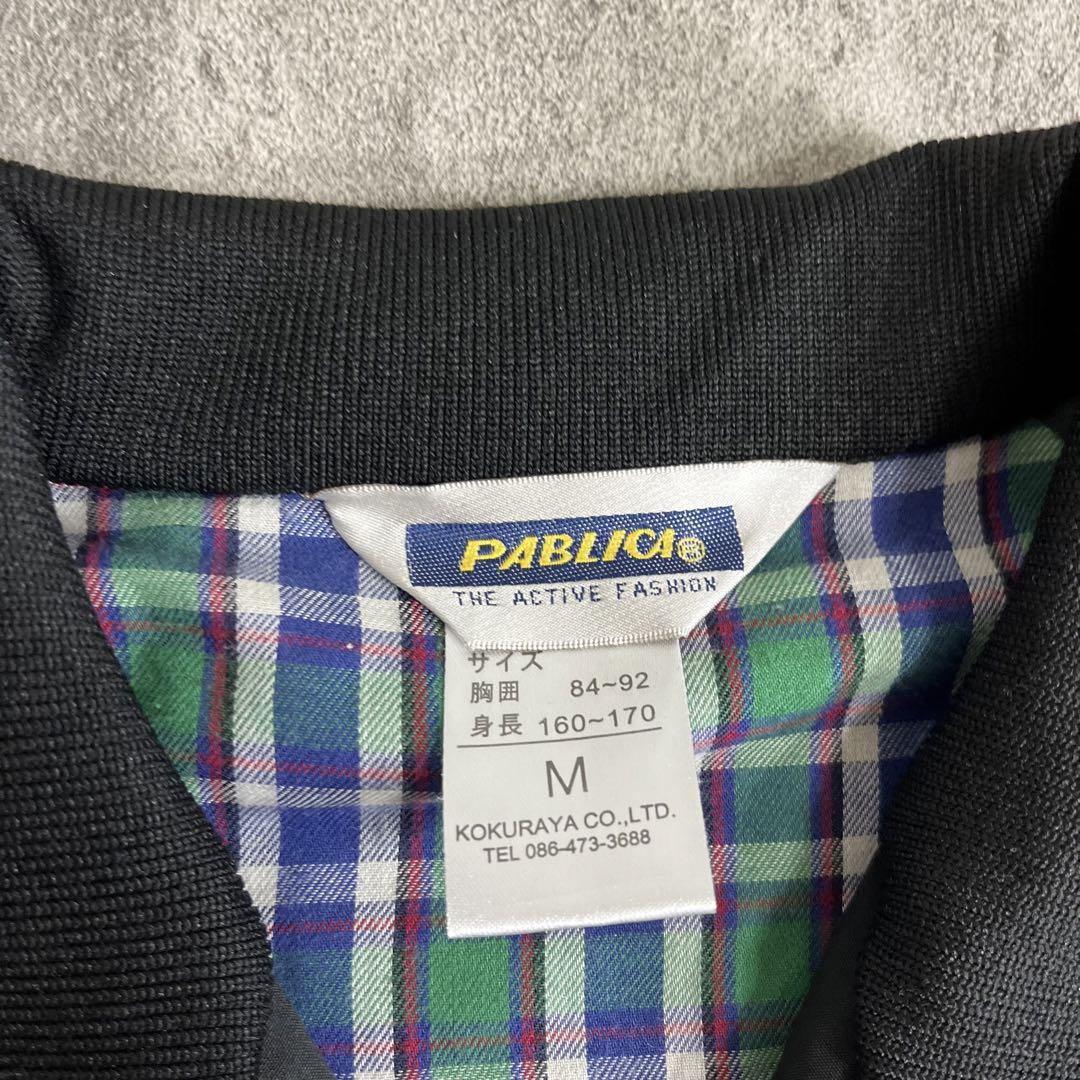 PABLICA®
THE ACTIVE FASHION
サイズ
胸囲 84~92
身長 160~170
M
KOKURAYA CO.,LTD.
TEL 086-473-3688